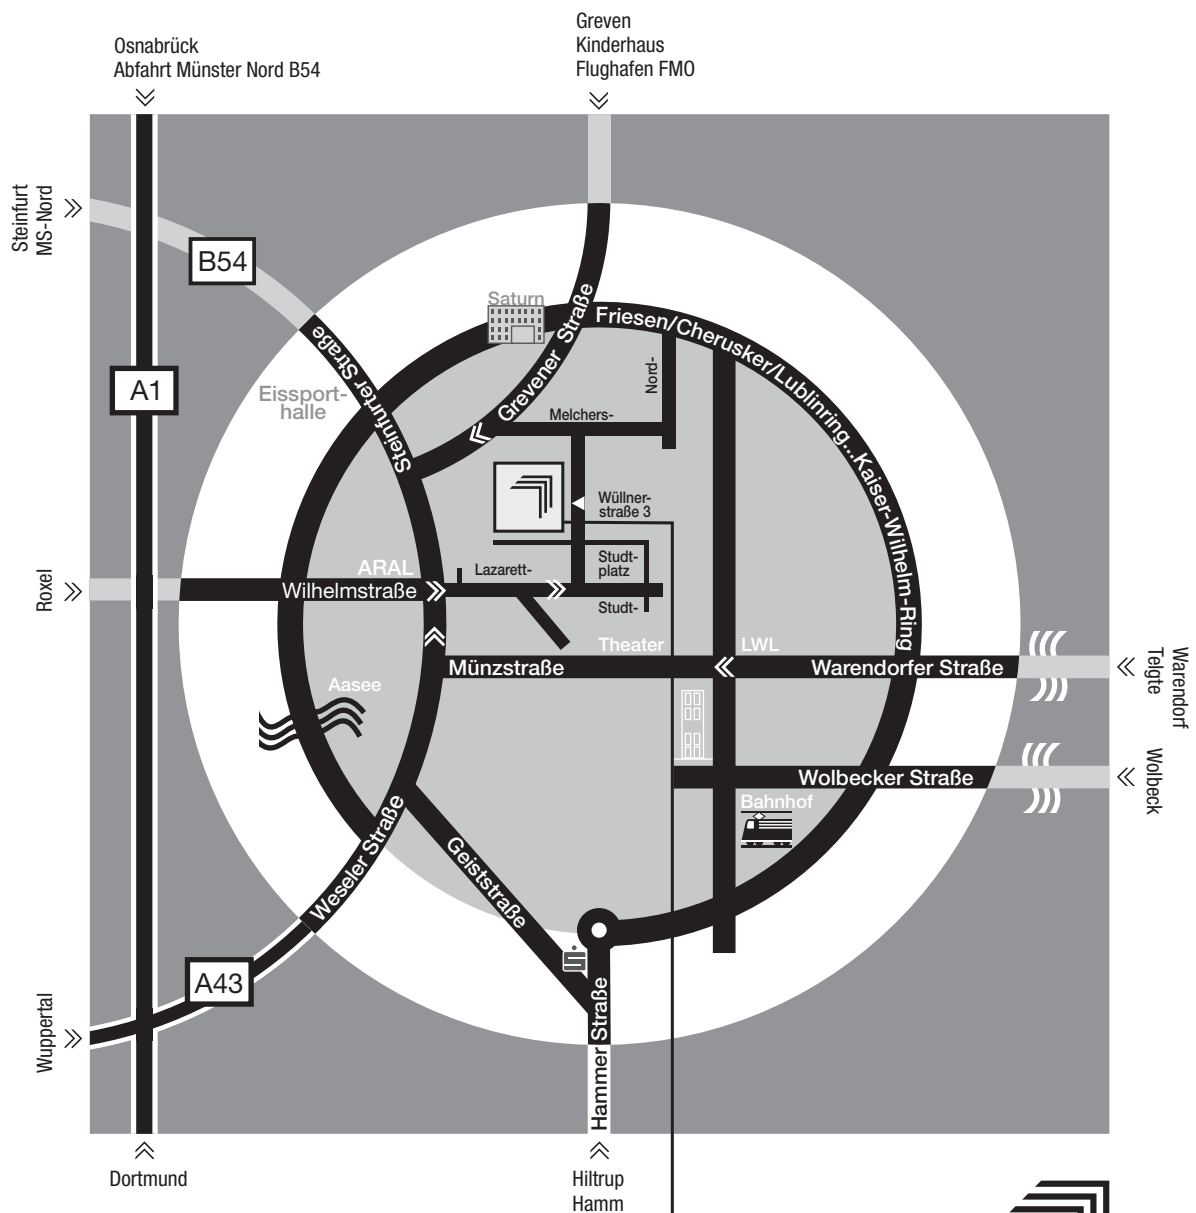 Greven
Kinderhaus
Flughafen FMO
Osnabrück
Abfahrt Münster Nord B54
Steinfurt
MS-Nord
B54
Saturn
Grevener Straße
Friesen/Cherusker/Lublinring...Kaiser-Wilhelm-Ring
Steinfurter Straße
Nord-
A1
Eissport-
halle
Melchers-
Wüllner-
straße 3
Studt-
platz
ARAL
Lazarett-
Roxel
Wilhelmstraße
Studt-
Theater
LWL
Münzstraße
Warendorfer Straße
Warendorf
Telgte
Aasee
Wolbecker Straße
Wolbeck
Bahnhof
Weseler Straße
Geiststraße
A43
Hammer Straße
Wuppertal
Dortmund
Hiltrup
Hamm